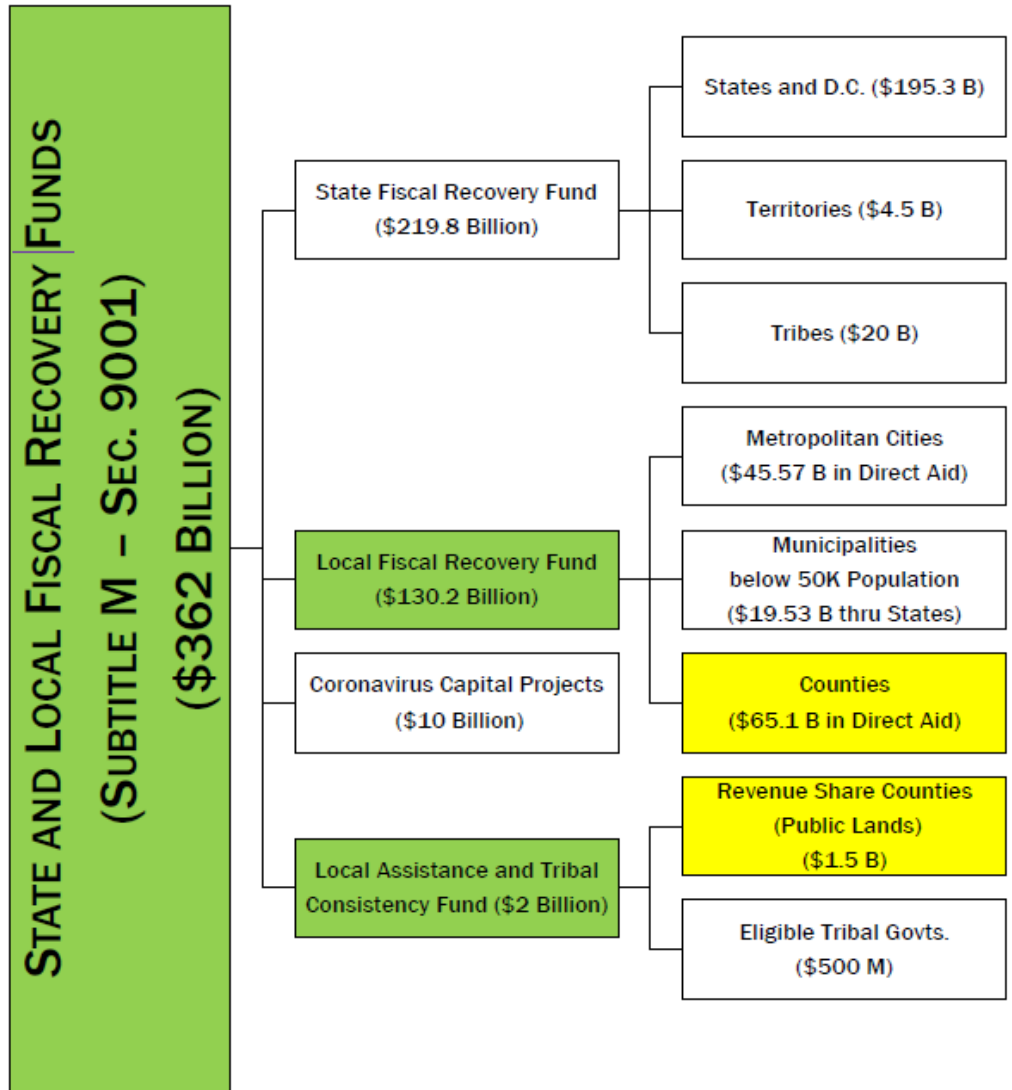 STATE AND LOCAL FISCAL RECOVERY FUNDS
(SUBTITLE M – SEC. 9001)
($362 BILLION)
State Fiscal Recovery Fund
($219.8 Billion)
States and D.C. ($195.3 B)
Territories ($4.5 B)
Tribes ($20 B)
Local Fiscal Recovery Fund
($130.2 Billion)
Metropolitan Cities
($45.57 B in Direct Aid)
Municipalities
below 50K Population
($19.53 B thru States)
Counties
($65.1 B in Direct Aid)
Coronavirus Capital Projects
($10 Billion)
Local Assistance and Tribal
Consistency Fund ($2 Billion)
Revenue Share Counties
(Public Lands)
($1.5 B)
Eligible Tribal Govts.
($500 M)